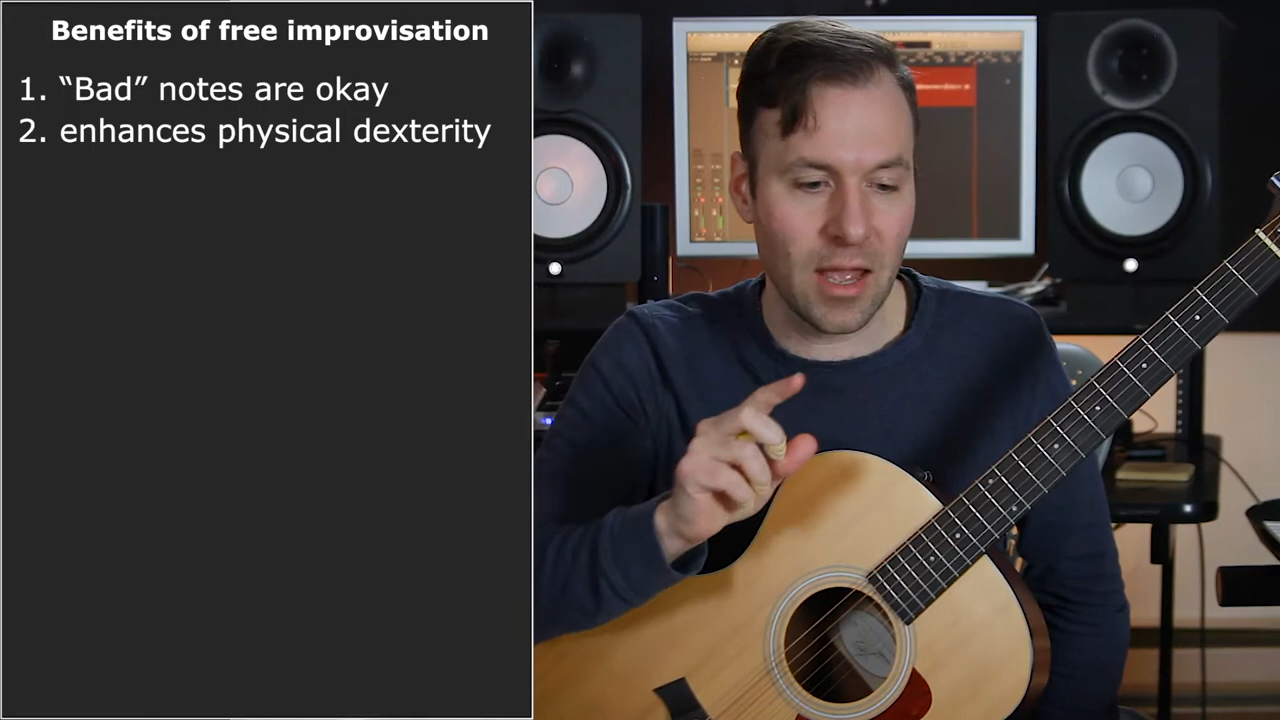 Benefits of free improvisation
1. “Bad” notes are okay
2. enhances physical dexterity